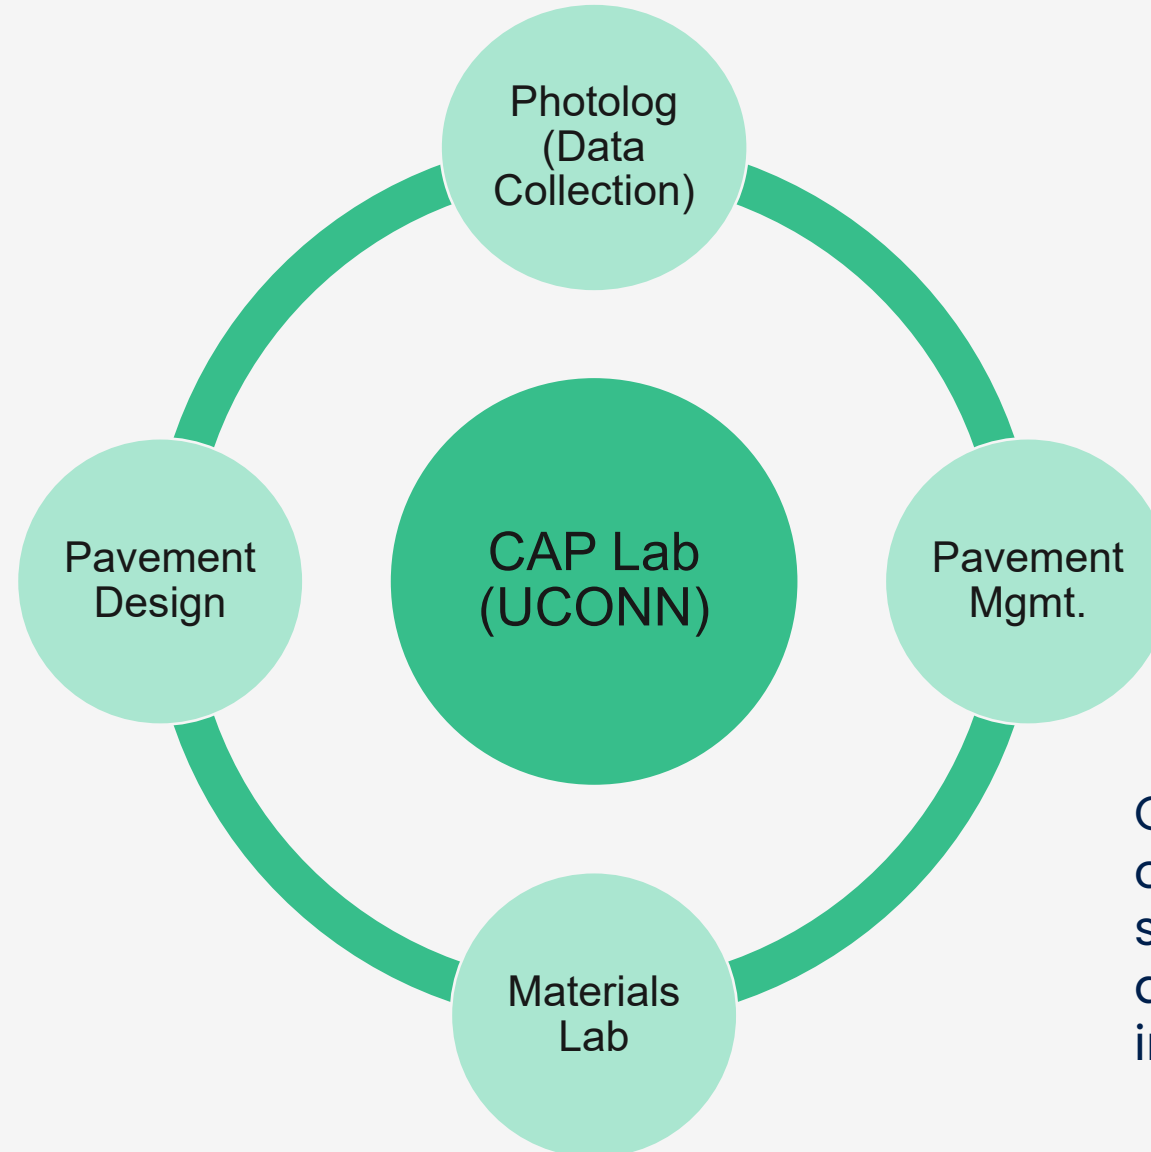 Photolog
(Data
Collection)
Pavement
Design
CAP Lab
(UCONN)
Pavement
Mgmt.
Materials
Lab